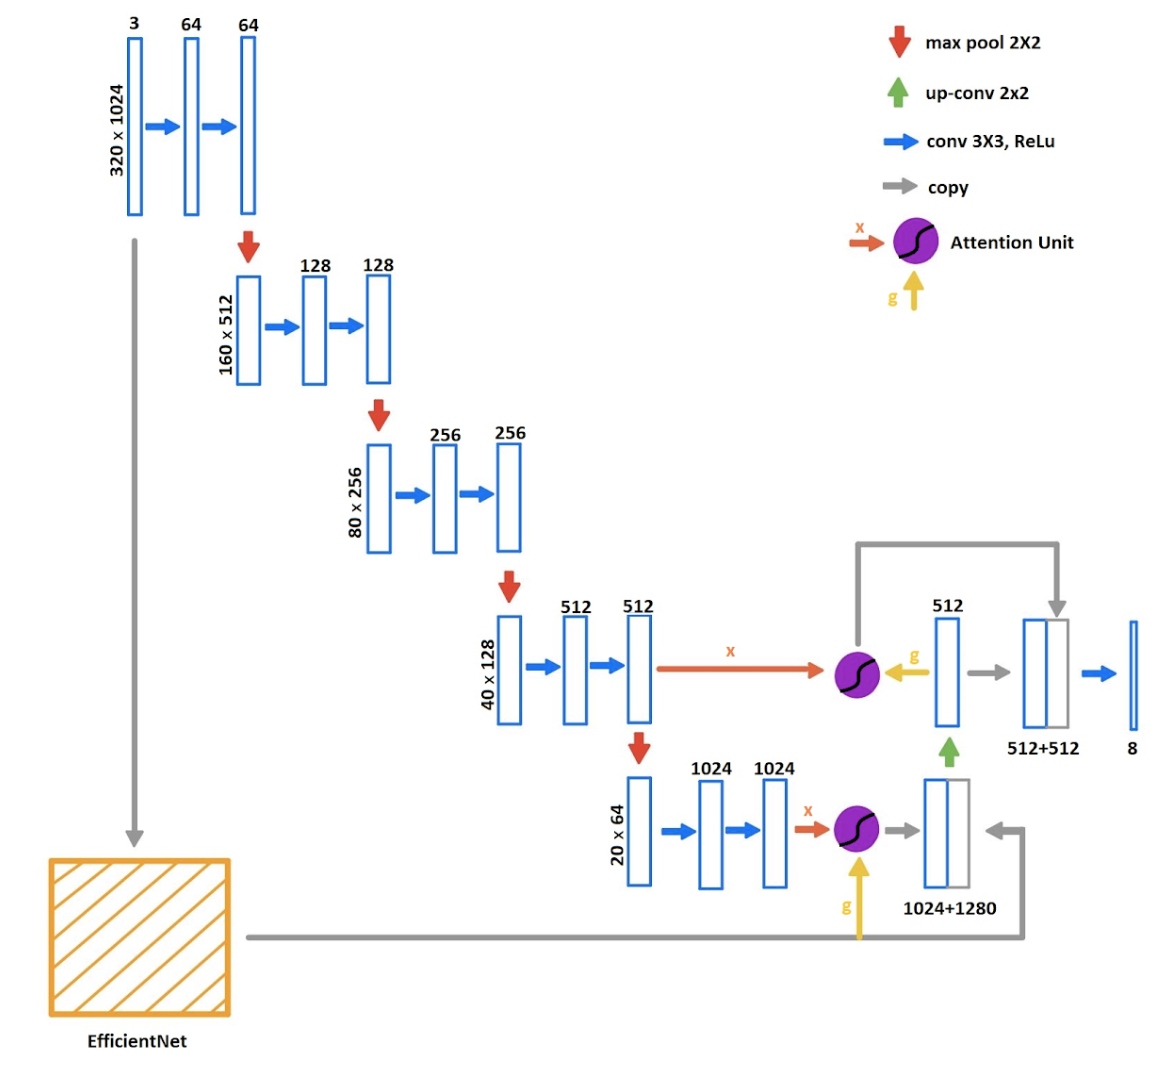 3 64 64
320 x 1024
max pool 2X2
up-conv 2x2
conv 3X3, ReLu
copy
x
Attention Unit
g
128 128
160 x 512
256 256
80 x 256
512 512
40 x 128
x
g
512
512+512
8
1024 1024
20 x 64
x
g
1024+1280
EfficientNet